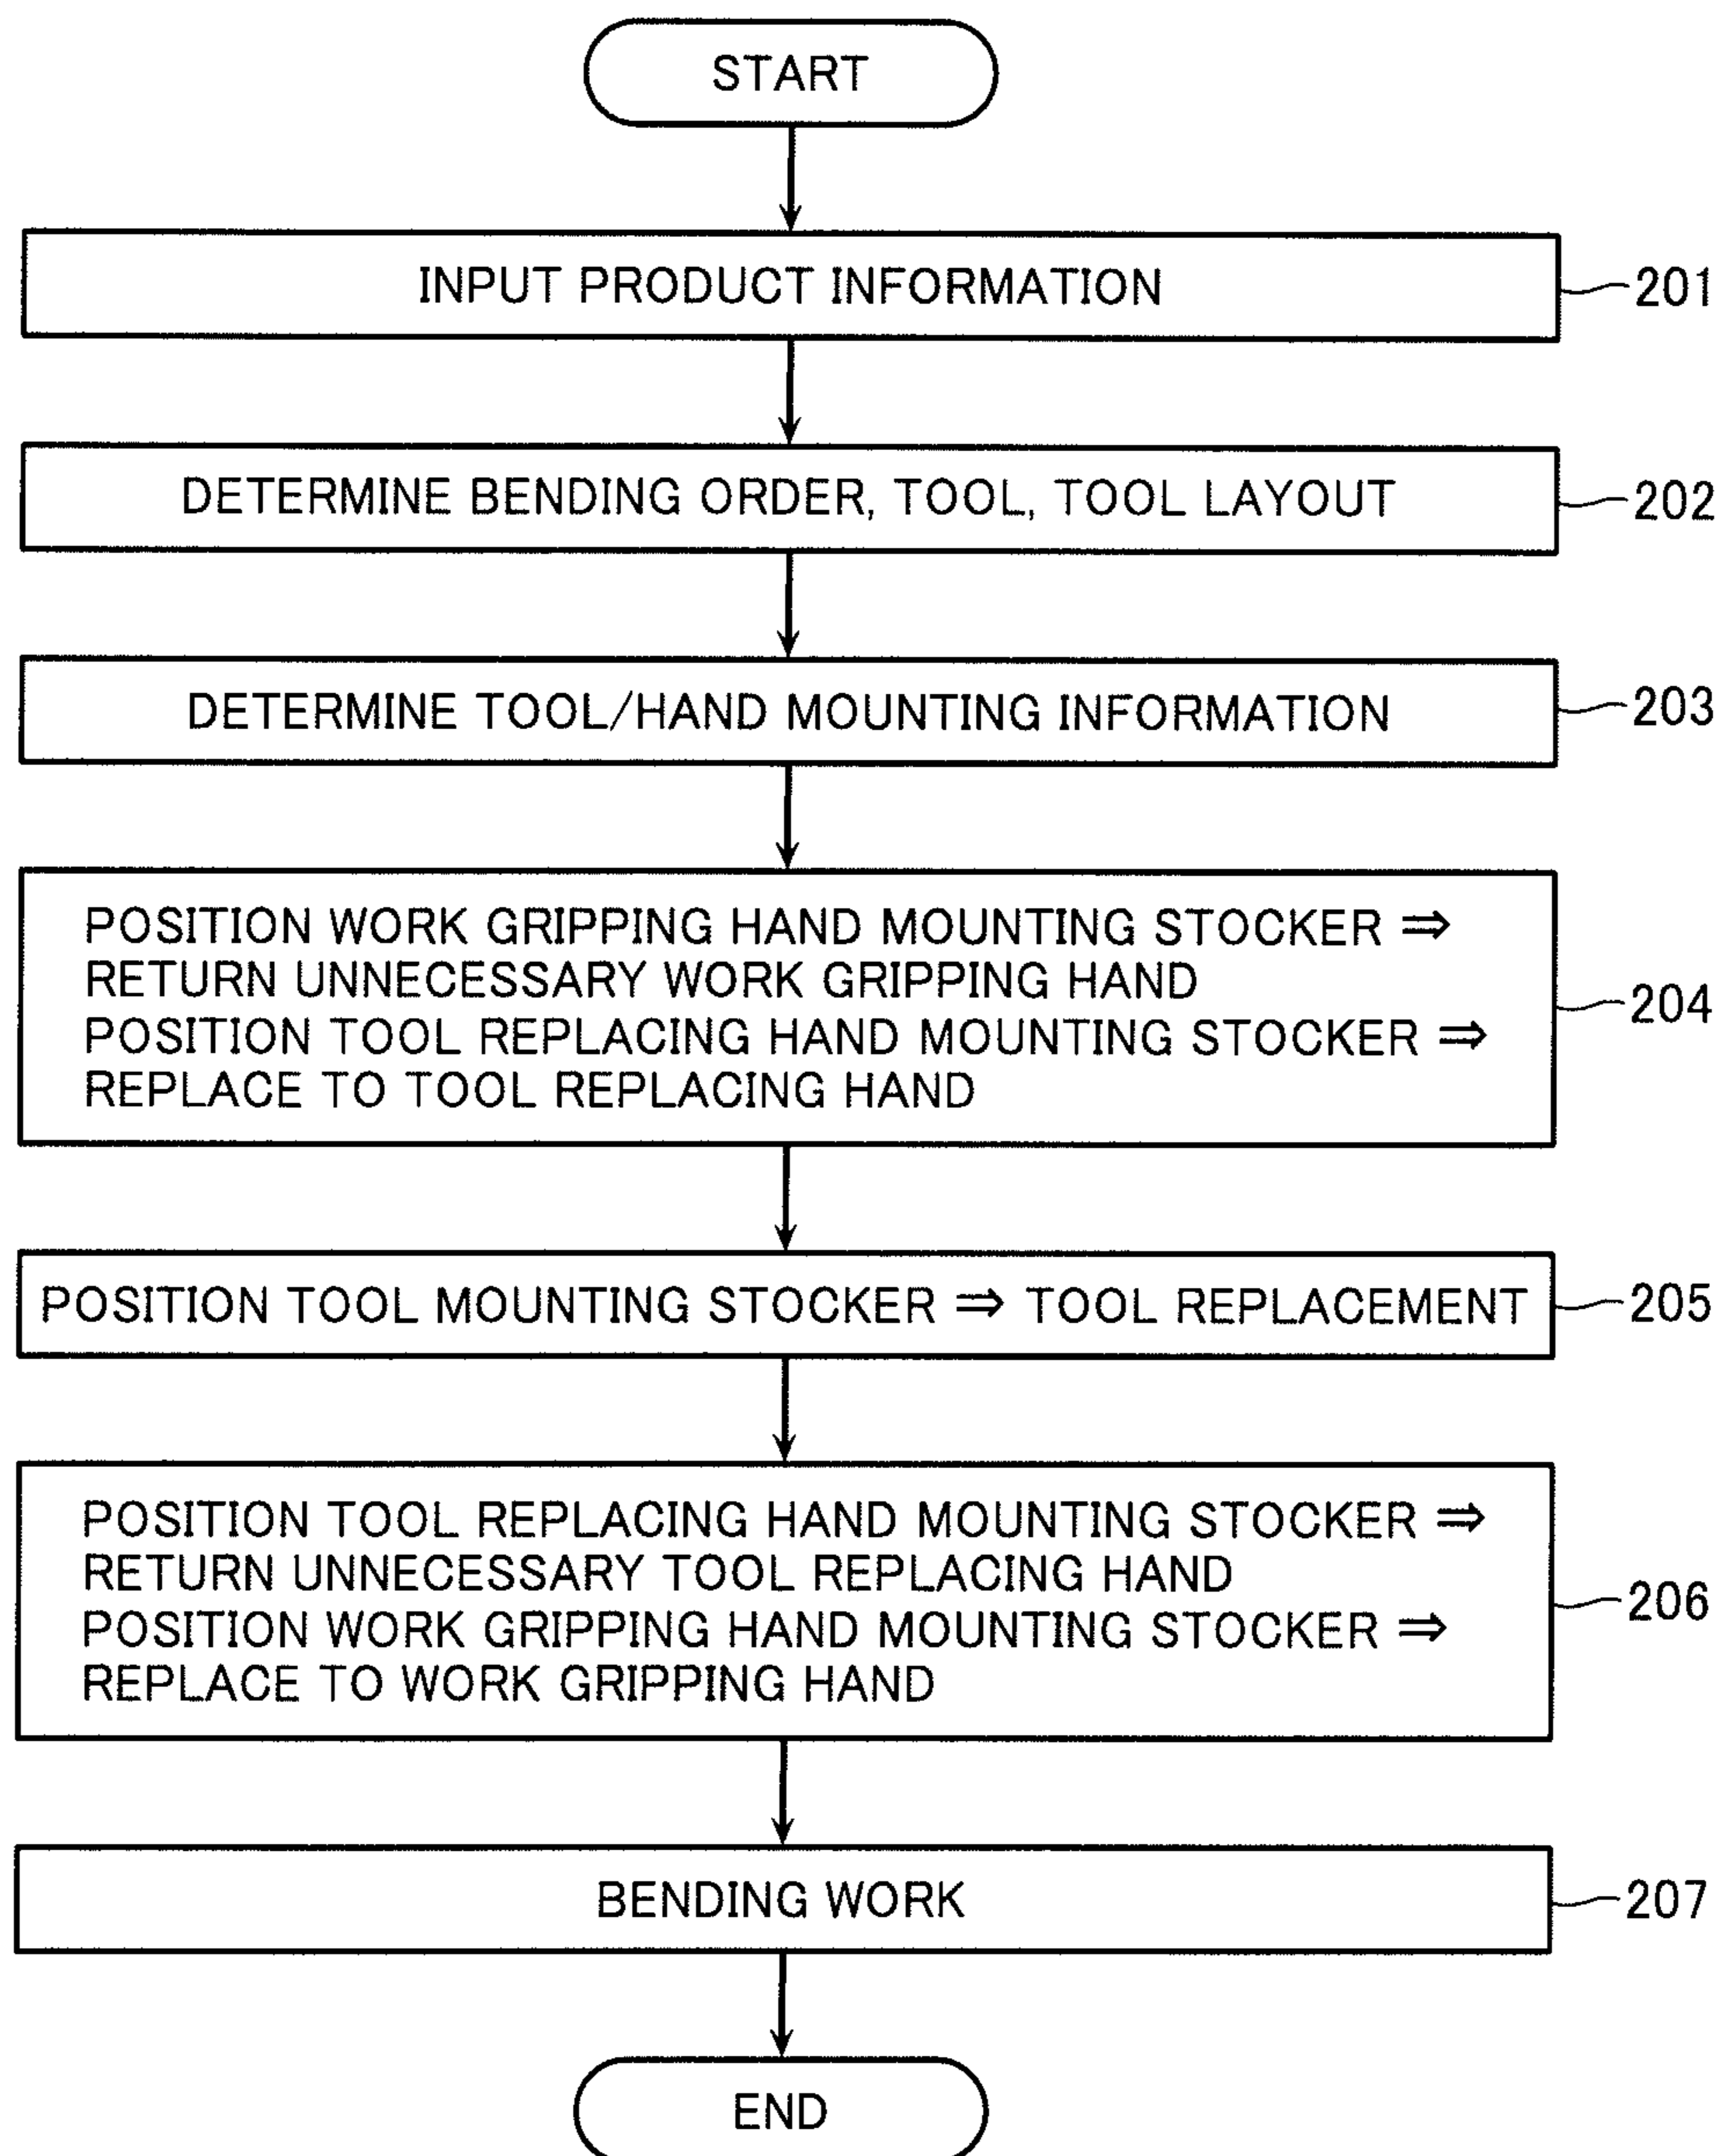 START
INPUT PRODUCT INFORMATION
201
DETERMINE BENDING ORDER, TOOL, TOOL LAYOUT
202
DETERMINE TOOL/HAND MOUNTING INFORMATION
203
POSITION WORK GRIPPING HAND MOUNTING STOCKER ⇒
RETURN UNNECESSARY WORK GRIPPING HAND
POSITION TOOL REPLACING HAND MOUNTING STOCKER ⇒
REPLACE TO TOOL REPLACING HAND
204
POSITION TOOL MOUNTING STOCKER ⇒ TOOL REPLACEMENT
205
POSITION TOOL REPLACING HAND MOUNTING STOCKER ⇒
RETURN UNNECESSARY TOOL REPLACING HAND
POSITION WORK GRIPPING HAND MOUNTING STOCKER ⇒
REPLACE TO WORK GRIPPING HAND
206
BENDING WORK
207
END